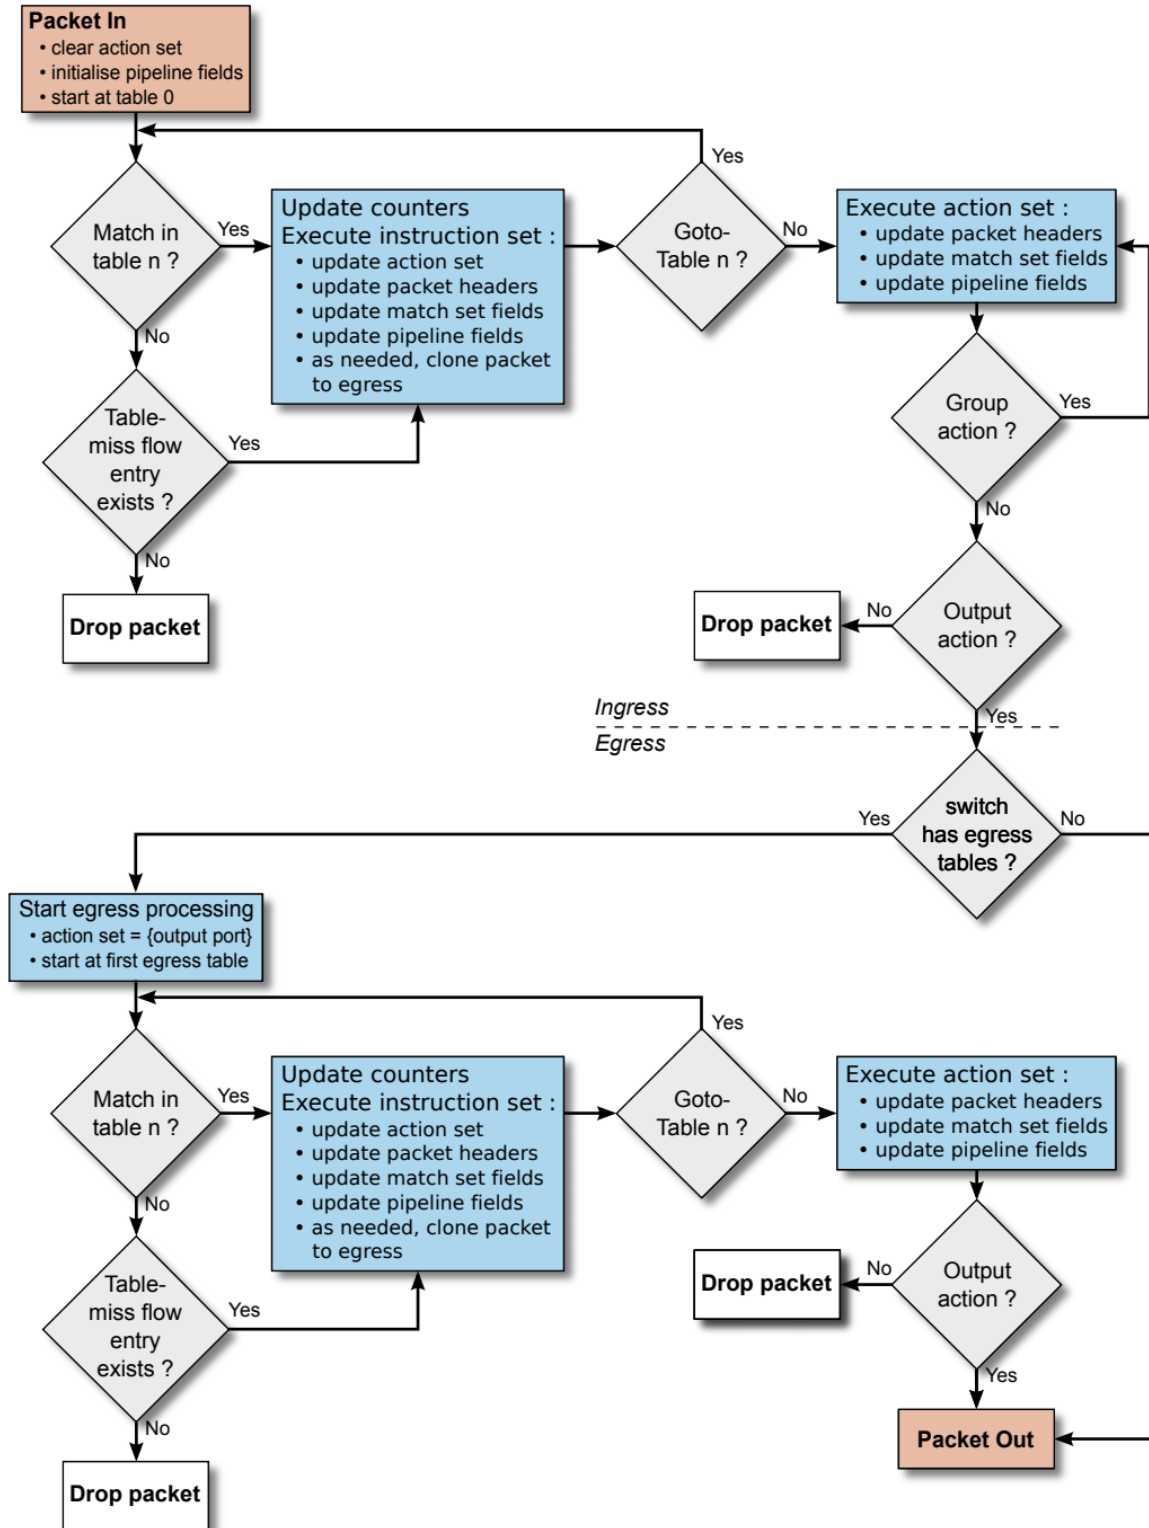 Packet In
• clear action set
• initialise pipeline fields
• start at table 0
Yes
Match in
table n ?
Yes
Update counters
Execute instruction set :
• update action set
• update packet headers
• update match set fields
• update pipeline fields
• as needed, clone packet
to egress
Goto-
Table n ?
No
Execute action set :
• update packet headers
• update match set fields
• update pipeline fields
No
Table-
miss flow
entry
exists ?
Yes
Group
action ?
Yes
No
No
Drop packet
Drop packet
No
Output
action ?
Ingress
Yes
Egress
Yes
switch
has egress
tables ?
No
Start egress processing
• action set = {output port}
• start at first egress table
Yes
Match in
table n ?
Yes
Update counters
Execute instruction set :
• update action set
• update packet headers
• update match set fields
• update pipeline fields
• as needed, clone packet
to egress
Goto-
Table n ?
No
Execute action set :
• update packet headers
• update match set fields
• update pipeline fields
No
Table-
miss flow
entry
exists ?
Yes
Drop packet
No
Output
action ?
Yes
No
Packet Out
Drop packet